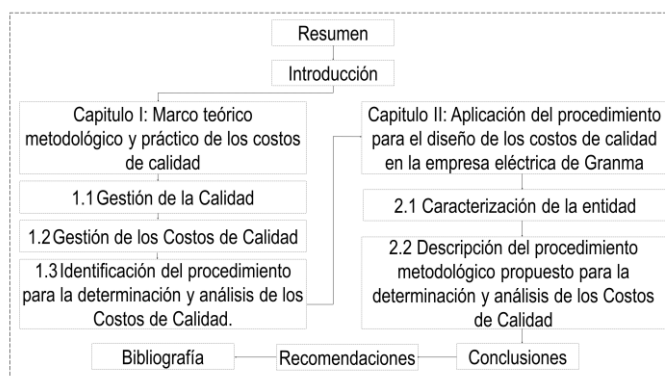 Resumen
Introducción
Capitulo I: Marco teórico
metodológico y práctico de los costos
de calidad
1.1 Gestión de la Calidad
1.2 Gestión de los Costos de Calidad
1.3 Identificación del procedimiento
para la determinación y análisis de los
Costos de Calidad.
Capitulo II: Aplicación del procedimiento
para el diseño de los costos de calidad
en la empresa eléctrica de Granma
2.1 Caracterización de la entidad
2.2 Descripción del procedimiento
metodológico propuesto para la
determinación y análisis de los Costos
de Calidad
Conclusiones
Recomendaciones
Bibliografía